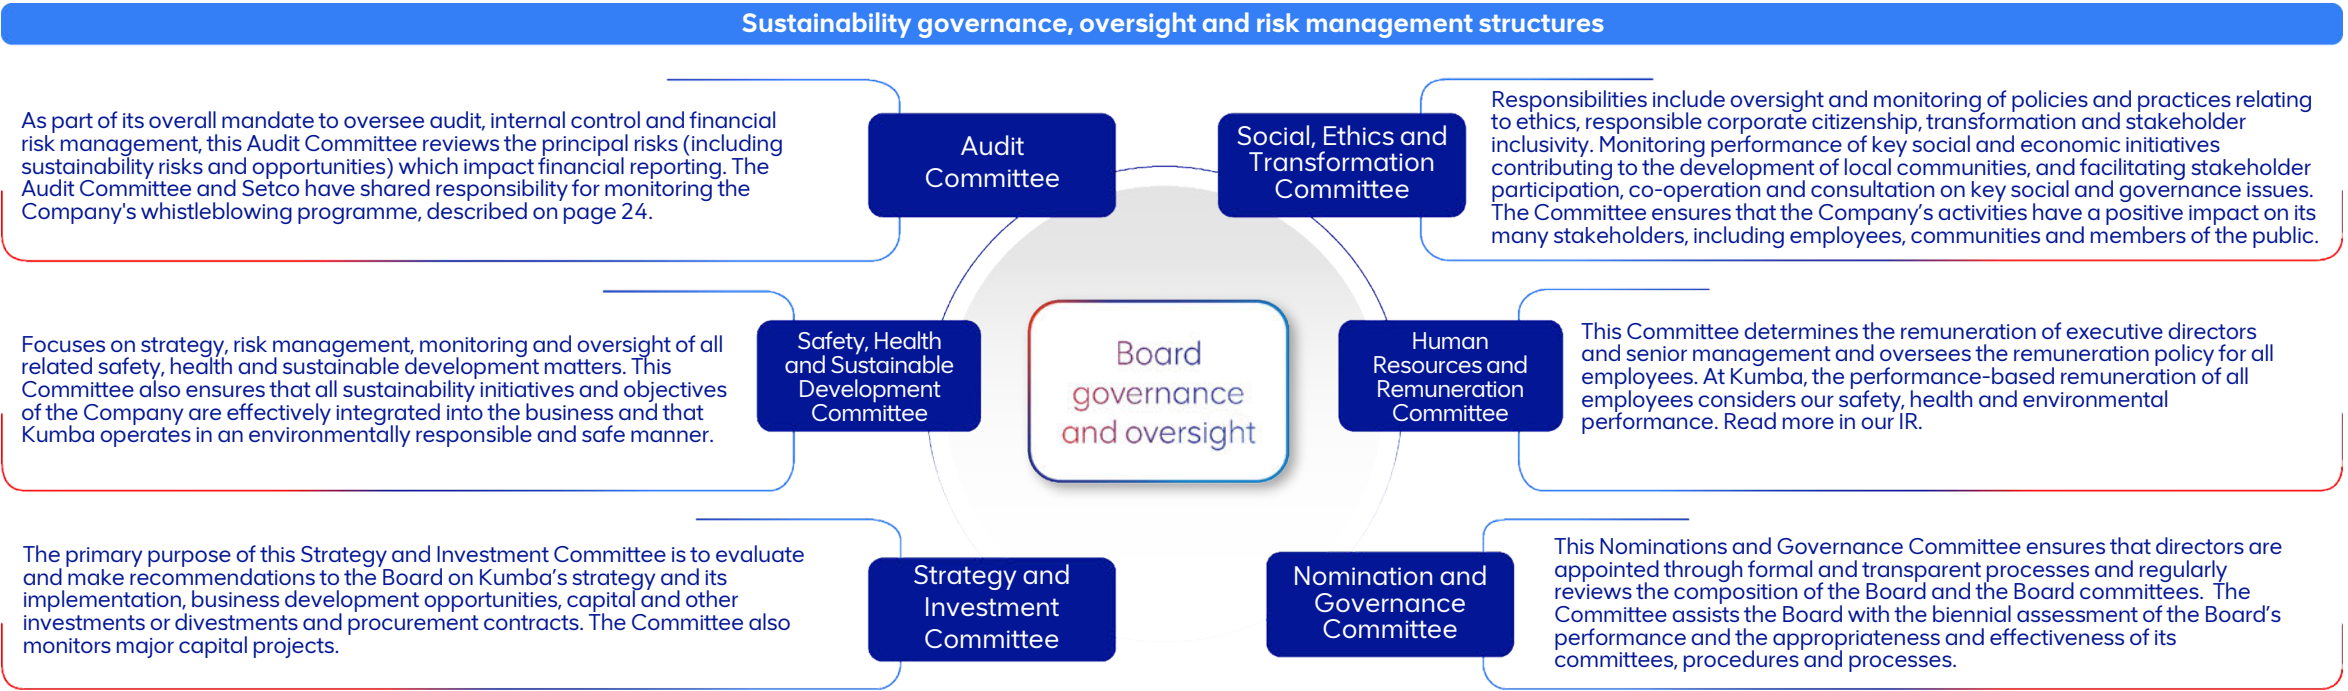 Sustainability governance, oversight and risk management structures
As part of its overall mandate to oversee audit, internal control and financial
risk management, this Audit Committee reviews the principal risks (including
sustainability risks and opportunities) which impact financial reporting. The
Audit Committee and Setco have shared responsibility for monitoring the
Company's whistleblowing programme, described on page 24.
Audit
Committee
Social, Ethics and
Transformation
Committee
Responsibilities include oversight and monitoring of policies and practices relating
to ethics, responsible corporate citizenship, transformation and stakeholder
inclusivity. Monitoring performance of key social and economic initiatives
contributing to the development of local communities, and facilitating stakeholder
participation, co-operation and consultation on key social and governance issues.
The Committee ensures that the Company’s activities have a positive impact on its
many stakeholders, including employees, communities and members of the public.
Focuses on strategy, risk management, monitoring and oversight of all
related safety, health and sustainable development matters. This
Committee also ensures that all sustainability initiatives and objectives
of the Company are effectively integrated into the business and that
Kumba operates in an environmentally responsible and safe manner.
Safety, Health
and Sustainable
Development
Committee
Board
governance
and oversight
Human
Resources and
Remuneration
Committee
This Committee determines the remuneration of executive directors
and senior management and oversees the remuneration policy for all
employees. At Kumba, the performance-based remuneration of all
employees considers our safety, health and environmental
performance. Read more in our IR.
The primary purpose of this Strategy and Investment Committee is to evaluate
and make recommendations to the Board on Kumba’s strategy and its
implementation, business development opportunities, capital and other
investments or divestments and procurement contracts. The Committee also
monitors major capital projects.
Strategy and
Investment
Committee
Nomination and
Governance
Committee
This Nominations and Governance Committee ensures that directors are
appointed through formal and transparent processes and regularly
reviews the composition of the Board and the Board committees. The
Committee assists the Board with the biennial assessment of the Board’s
performance and the appropriateness and effectiveness of its
committees, procedures and processes.